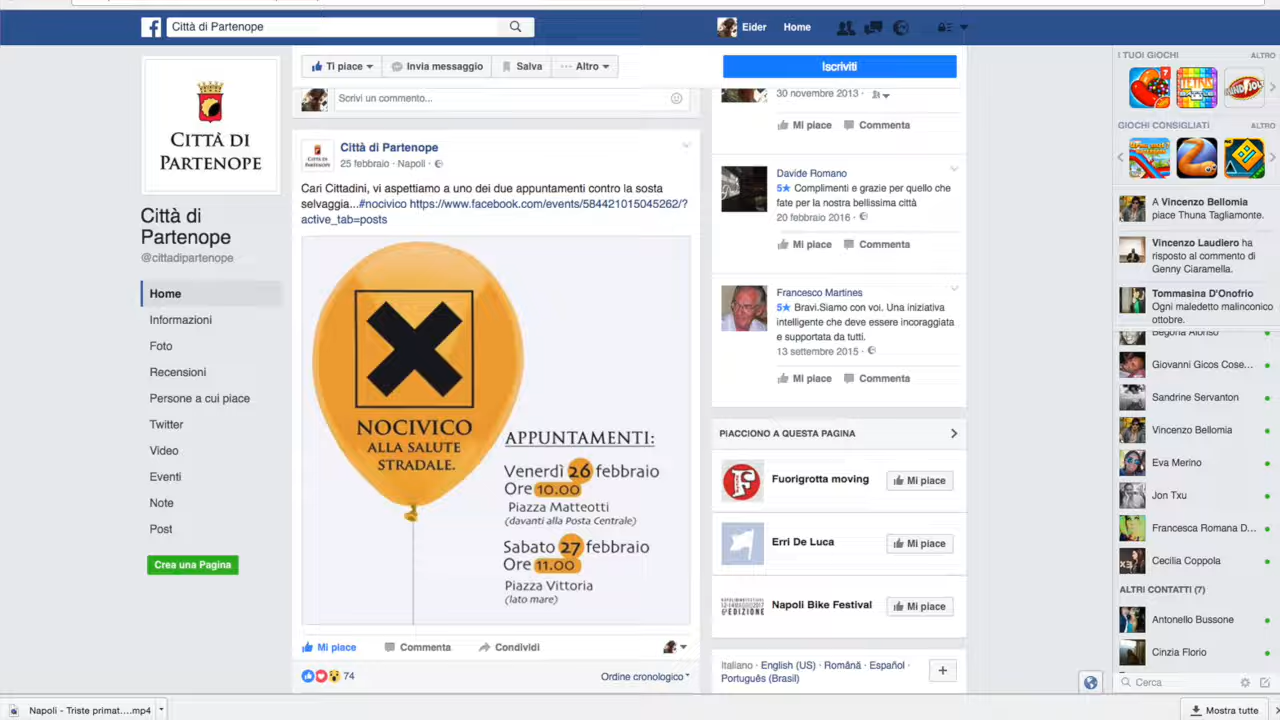 Città di Partenope
Eider Home
CITTÀ DI
PARTENOPE
Città di
Partenope
@cittadipartenope
Home
Informazioni
Foto
Recensioni
Persone a cui piace
Twitter
Video
Eventi
Note
Post
Crea una Pagina
Ti piace Invia messaggio Salva ··· Altro
Scrivi un commento...
Città di Partenope
25 febbraio · Napoli ·
Cari Cittadini, vi aspettiamo a uno dei due appuntamenti contro la sosta
selvaggia...#nocivico https://www.facebook.com/events/584421015045262/?
active_tab=posts
NOCIVICO
ALLA SALUTE
STRADALE.
APPUNTAMENTI:
Venerdì 26 febbraio
Ore 10.00
Piazza Matteotti
(davanti alla Posta Centrale)
Sabato 27 febbraio
Ore 11.00
Piazza Vittoria
(lato mare)
Mi piace Commenta Condividi
74 Ordine cronologico
Iscriviti
30 novembre 2013 ·
Mi piace Commenta
Davide Romano
5★ Complimenti e grazie per quello che
fate per la nostra bellissima città
20 febbraio 2016 ·
Mi piace Commenta
Francesco Martines
5★ Bravi.Siamo con voi. Una iniziativa
intelligente che deve essere incoraggiata
e supportata da tutti.
13 settembre 2015 ·
Mi piace Commenta
PIACCIONO A QUESTA PAGINA
Fuorigrotta moving Mi piace
Erri De Luca Mi piace
Napoli Bike Festival Mi piace
Italiano · English (US) · Română · Español ·
Português (Brasil)
I TUOI GIOCHI ALTRO
TETRIS
GIOCHI CONSIGLIATI ALTRO
A Vincenzo Bellomia
piace Thuna Tagliamonte.
Vincenzo Laudiero ha
risposto al commento di
Genny Ciaramella.
Tommasina D'Onofrio
Ogni maledetto malinconico
ottobre.
Begoña Alonso
Giovanni Gicos Cose...
Sandrine Servanton
Vincenzo Bellomia
Eva Merino
Jon Txu
Francesca Romana D...
Cecilia Coppola
ALTRI CONTATTI (7)
Antonello Bussone
Cinzia Florio
Cerca
Napoli - Triste primat....mp4
Mostra tutte